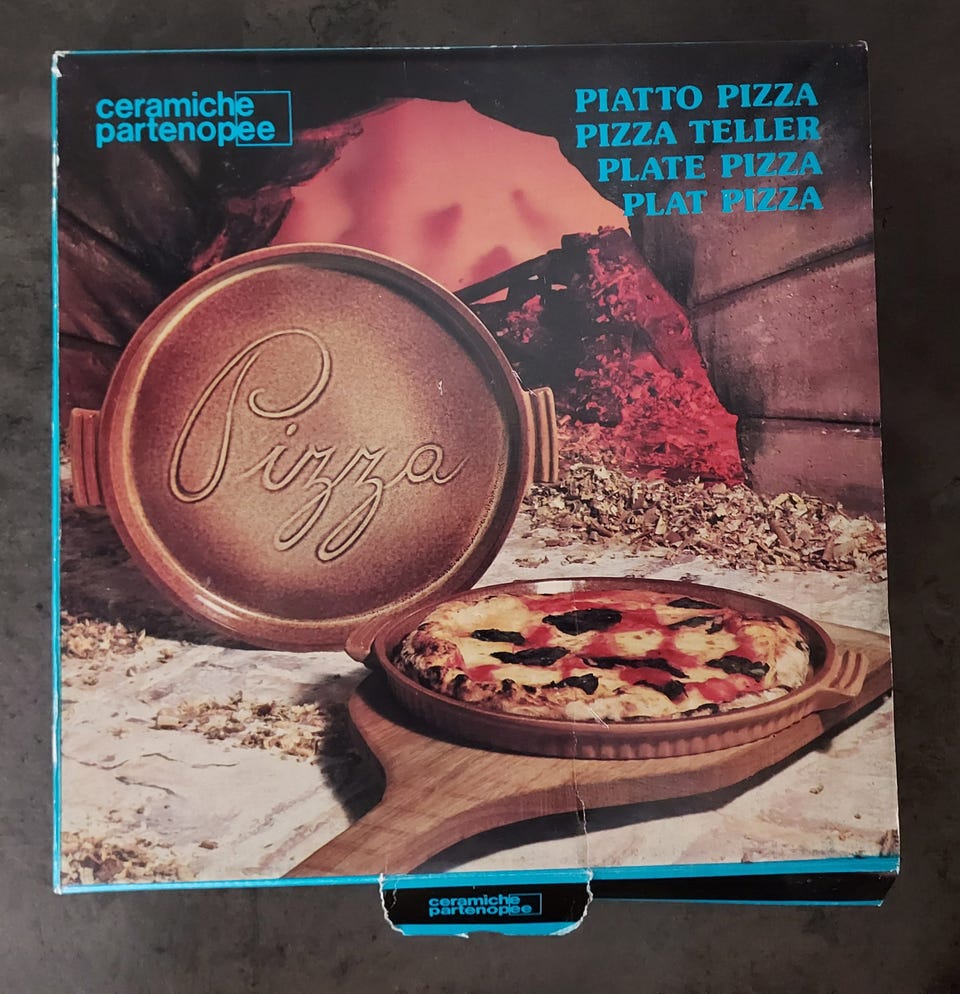 ceramiche
partenopee
PIATTO PIZZA
PIZZA TELLER
PLATE PIZZA
PLAT PIZZA
Pizza
ceramiche
partenopee